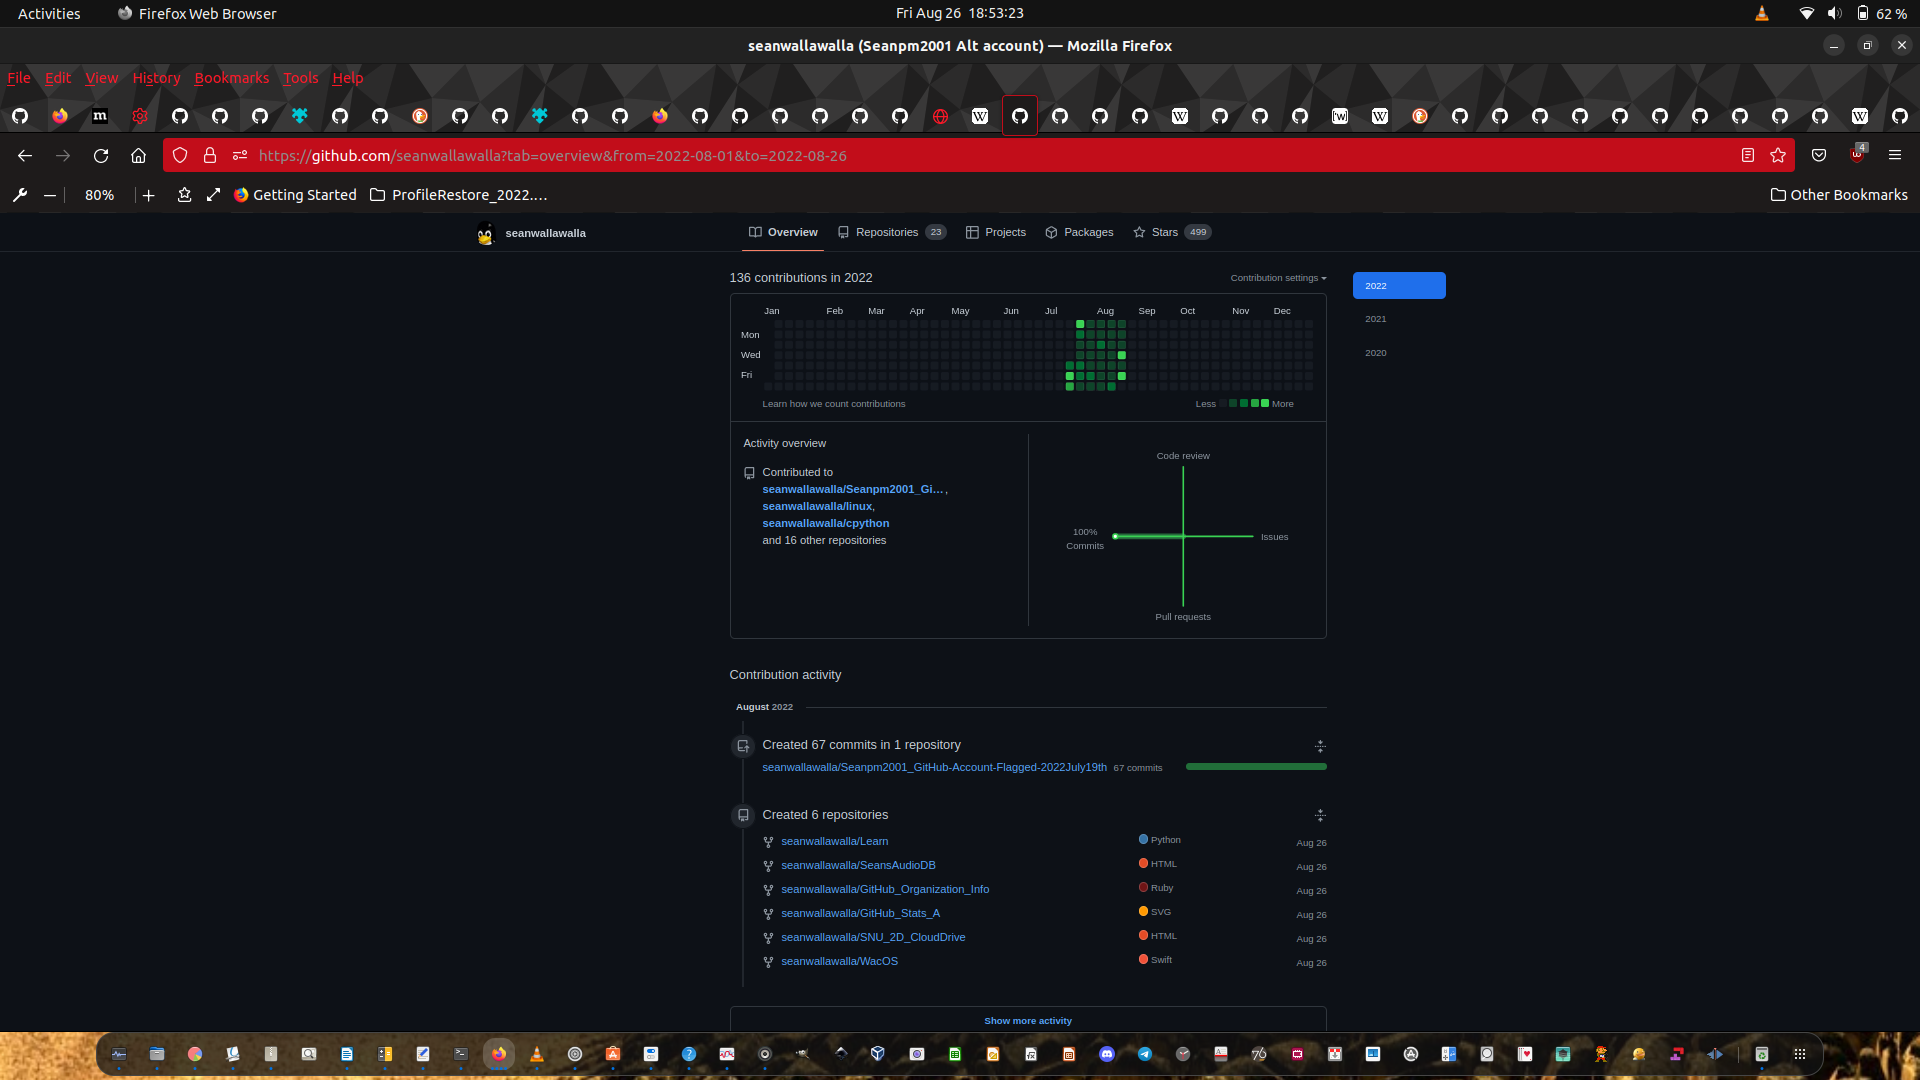 Activities Firefox Web Browser Fri Aug 26 18:53:23 62 %
seanwallawalla (Seanpm2001 Alt account) — Mozilla Firefox
File Edit View History Bookmarks Tools Help
https://github.com/seanwallawalla?tab=overview&from=2022-08-01&to=2022-08-26 4
80% Getting Started ProfileRestore_2022.… Other Bookmarks
seanwallawalla Overview Repositories 23 Projects Packages Stars 499
136 contributions in 2022 Contribution settings 2022
Jan Feb Mar Apr May Jun Jul Aug Sep Oct Nov Dec
2021
Mon
Wed
2020
Fri
Learn how we count contributions Less More
Activity overview
Code review
Contributed to
seanwallawalla/Seanpm2001_Gi… ,
seanwallawalla/linux,
seanwallawalla/cpython
and 16 other repositories
100%
Commits
Issues
Pull requests
Contribution activity
August 2022
Created 67 commits in 1 repository
seanwallawalla/Seanpm2001_GitHub-Account-Flagged-2022July19th 67 commits
Created 6 repositories
seanwallawalla/Learn Python Aug 26
seanwallawalla/SeansAudioDB HTML Aug 26
seanwallawalla/GitHub_Organization_Info Ruby Aug 26
seanwallawalla/GitHub_Stats_A SVG Aug 26
seanwallawalla/SNU_2D_CloudDrive HTML Aug 26
seanwallawalla/WacOS Swift Aug 26
Show more activity